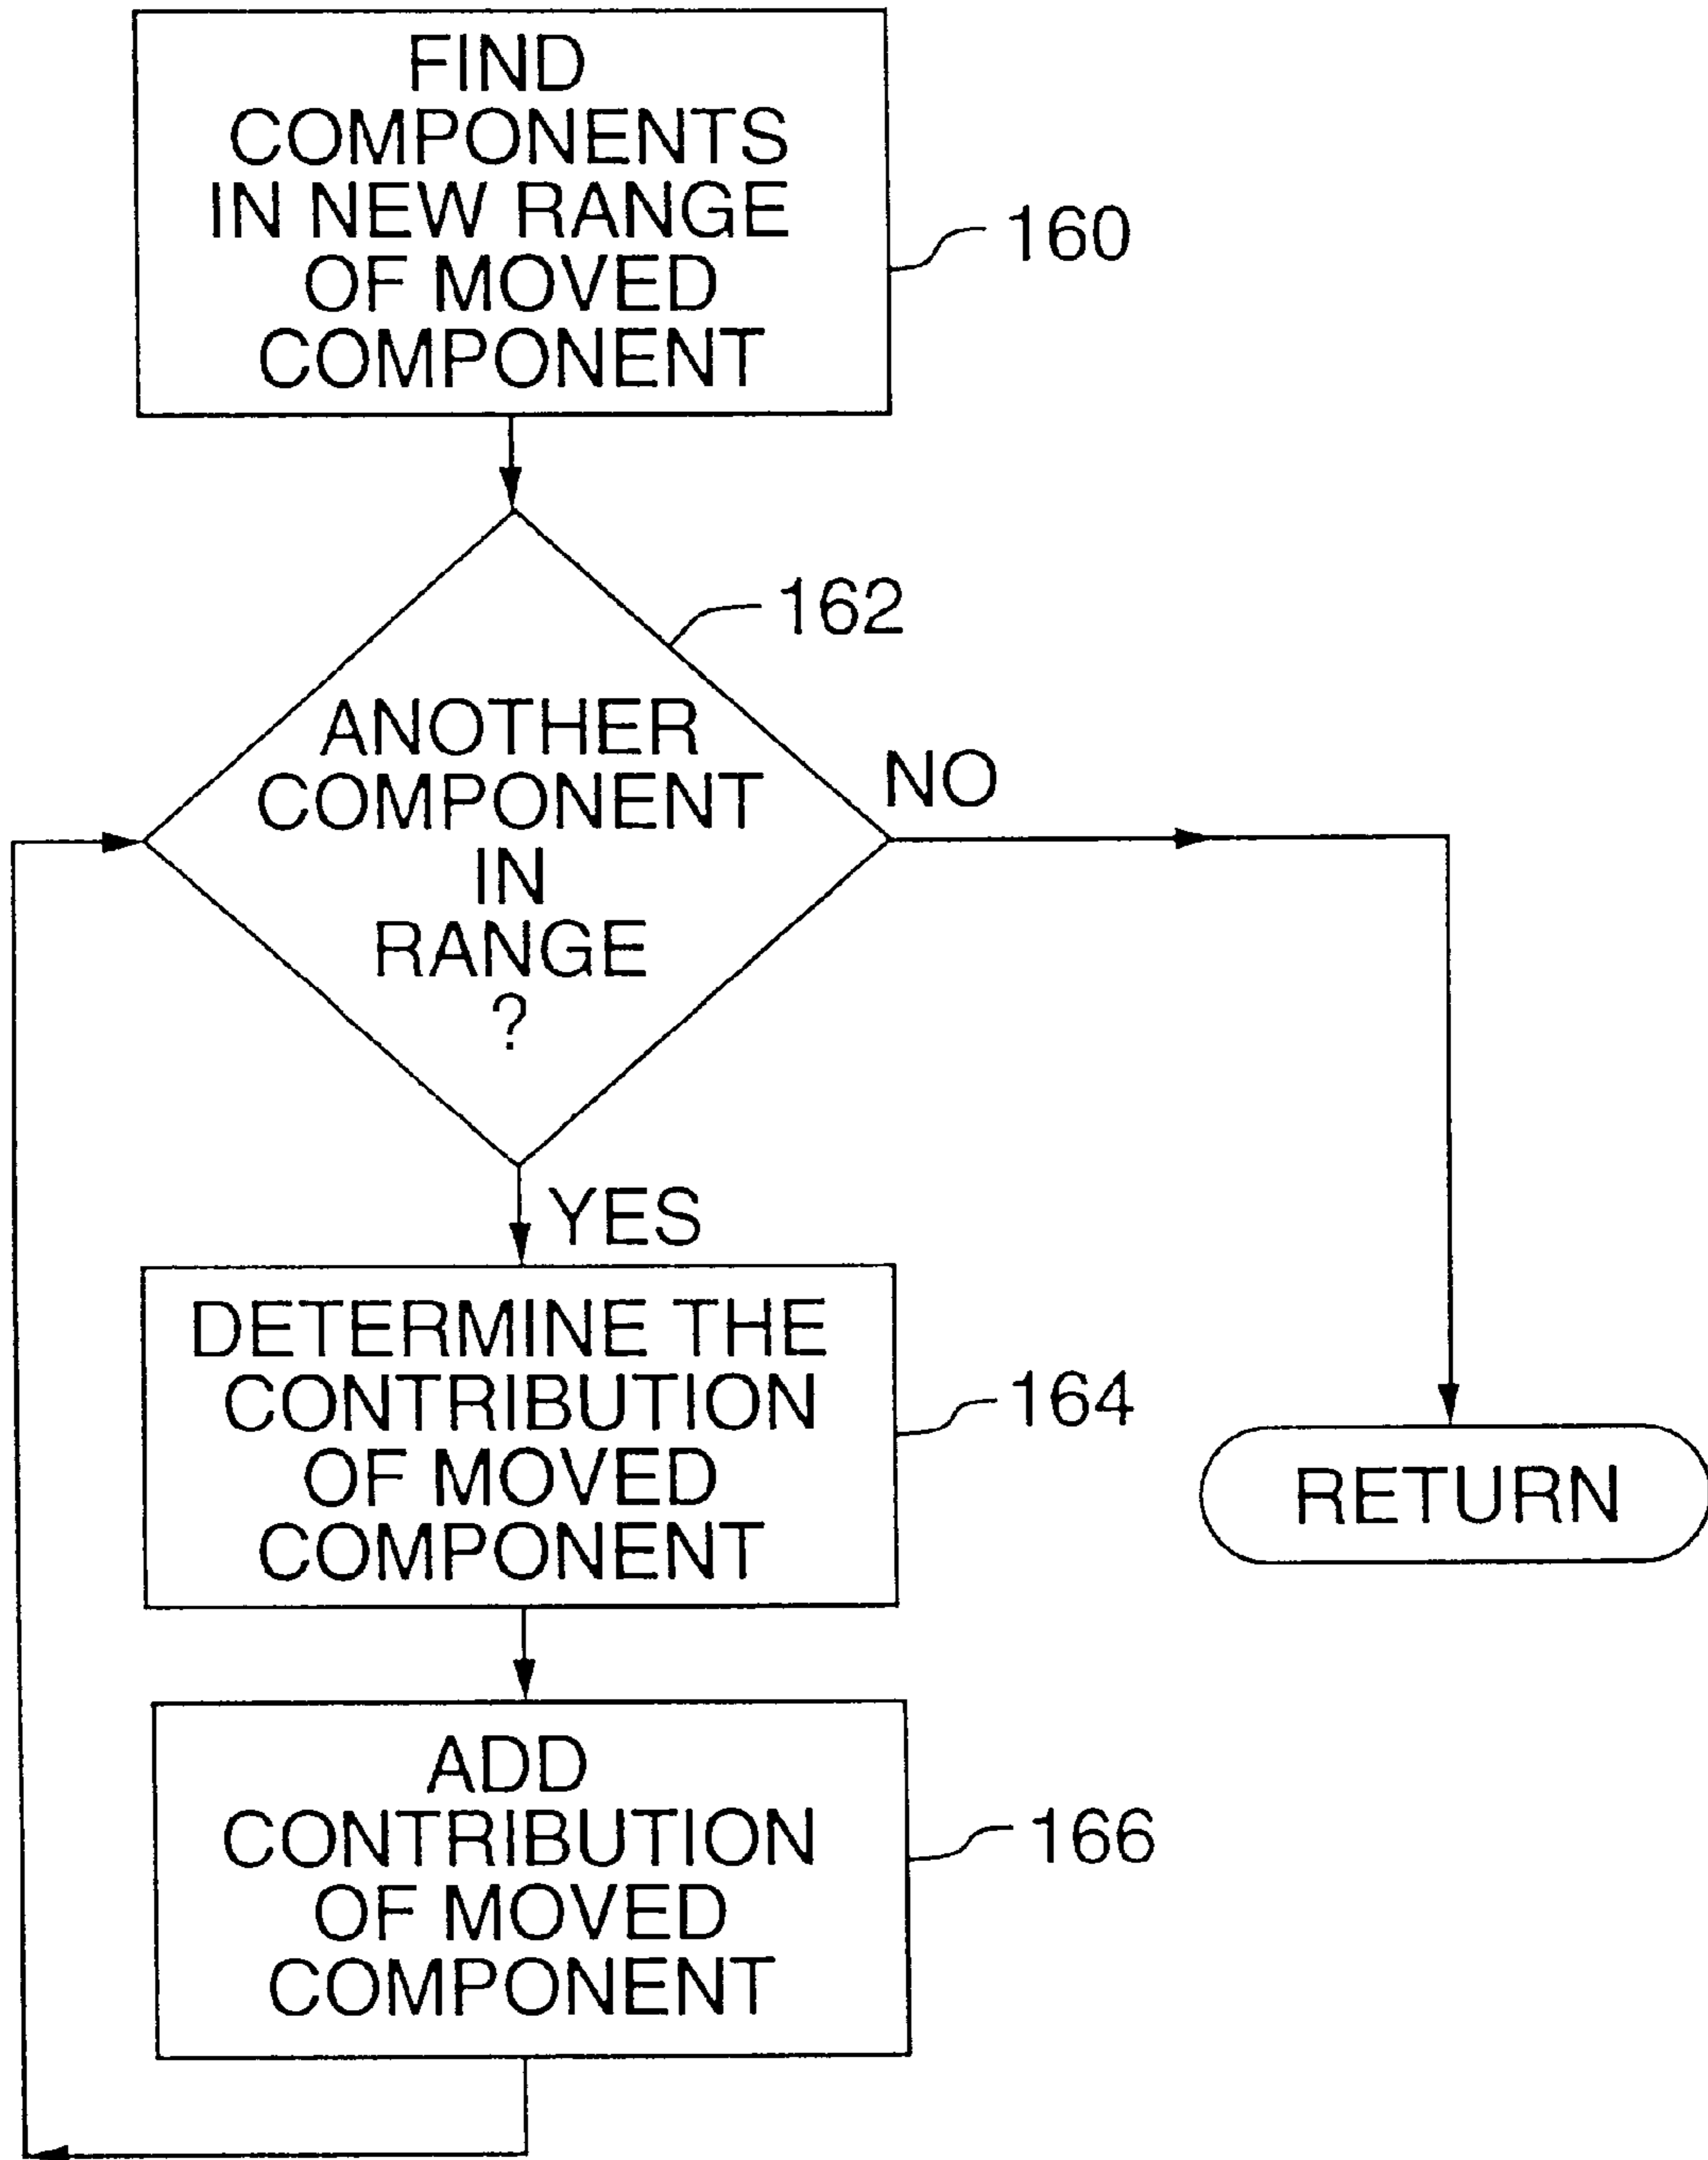 FIND
COMPONENTS
IN NEW RANGE
OF MOVED
COMPONENT
160
162
ANOTHER
COMPONENT
IN
RANGE
?
NO
YES
DETERMINE THE
CONTRIBUTION
OF MOVED
COMPONENT
164
RETURN
ADD
CONTRIBUTION
OF MOVED
COMPONENT
166